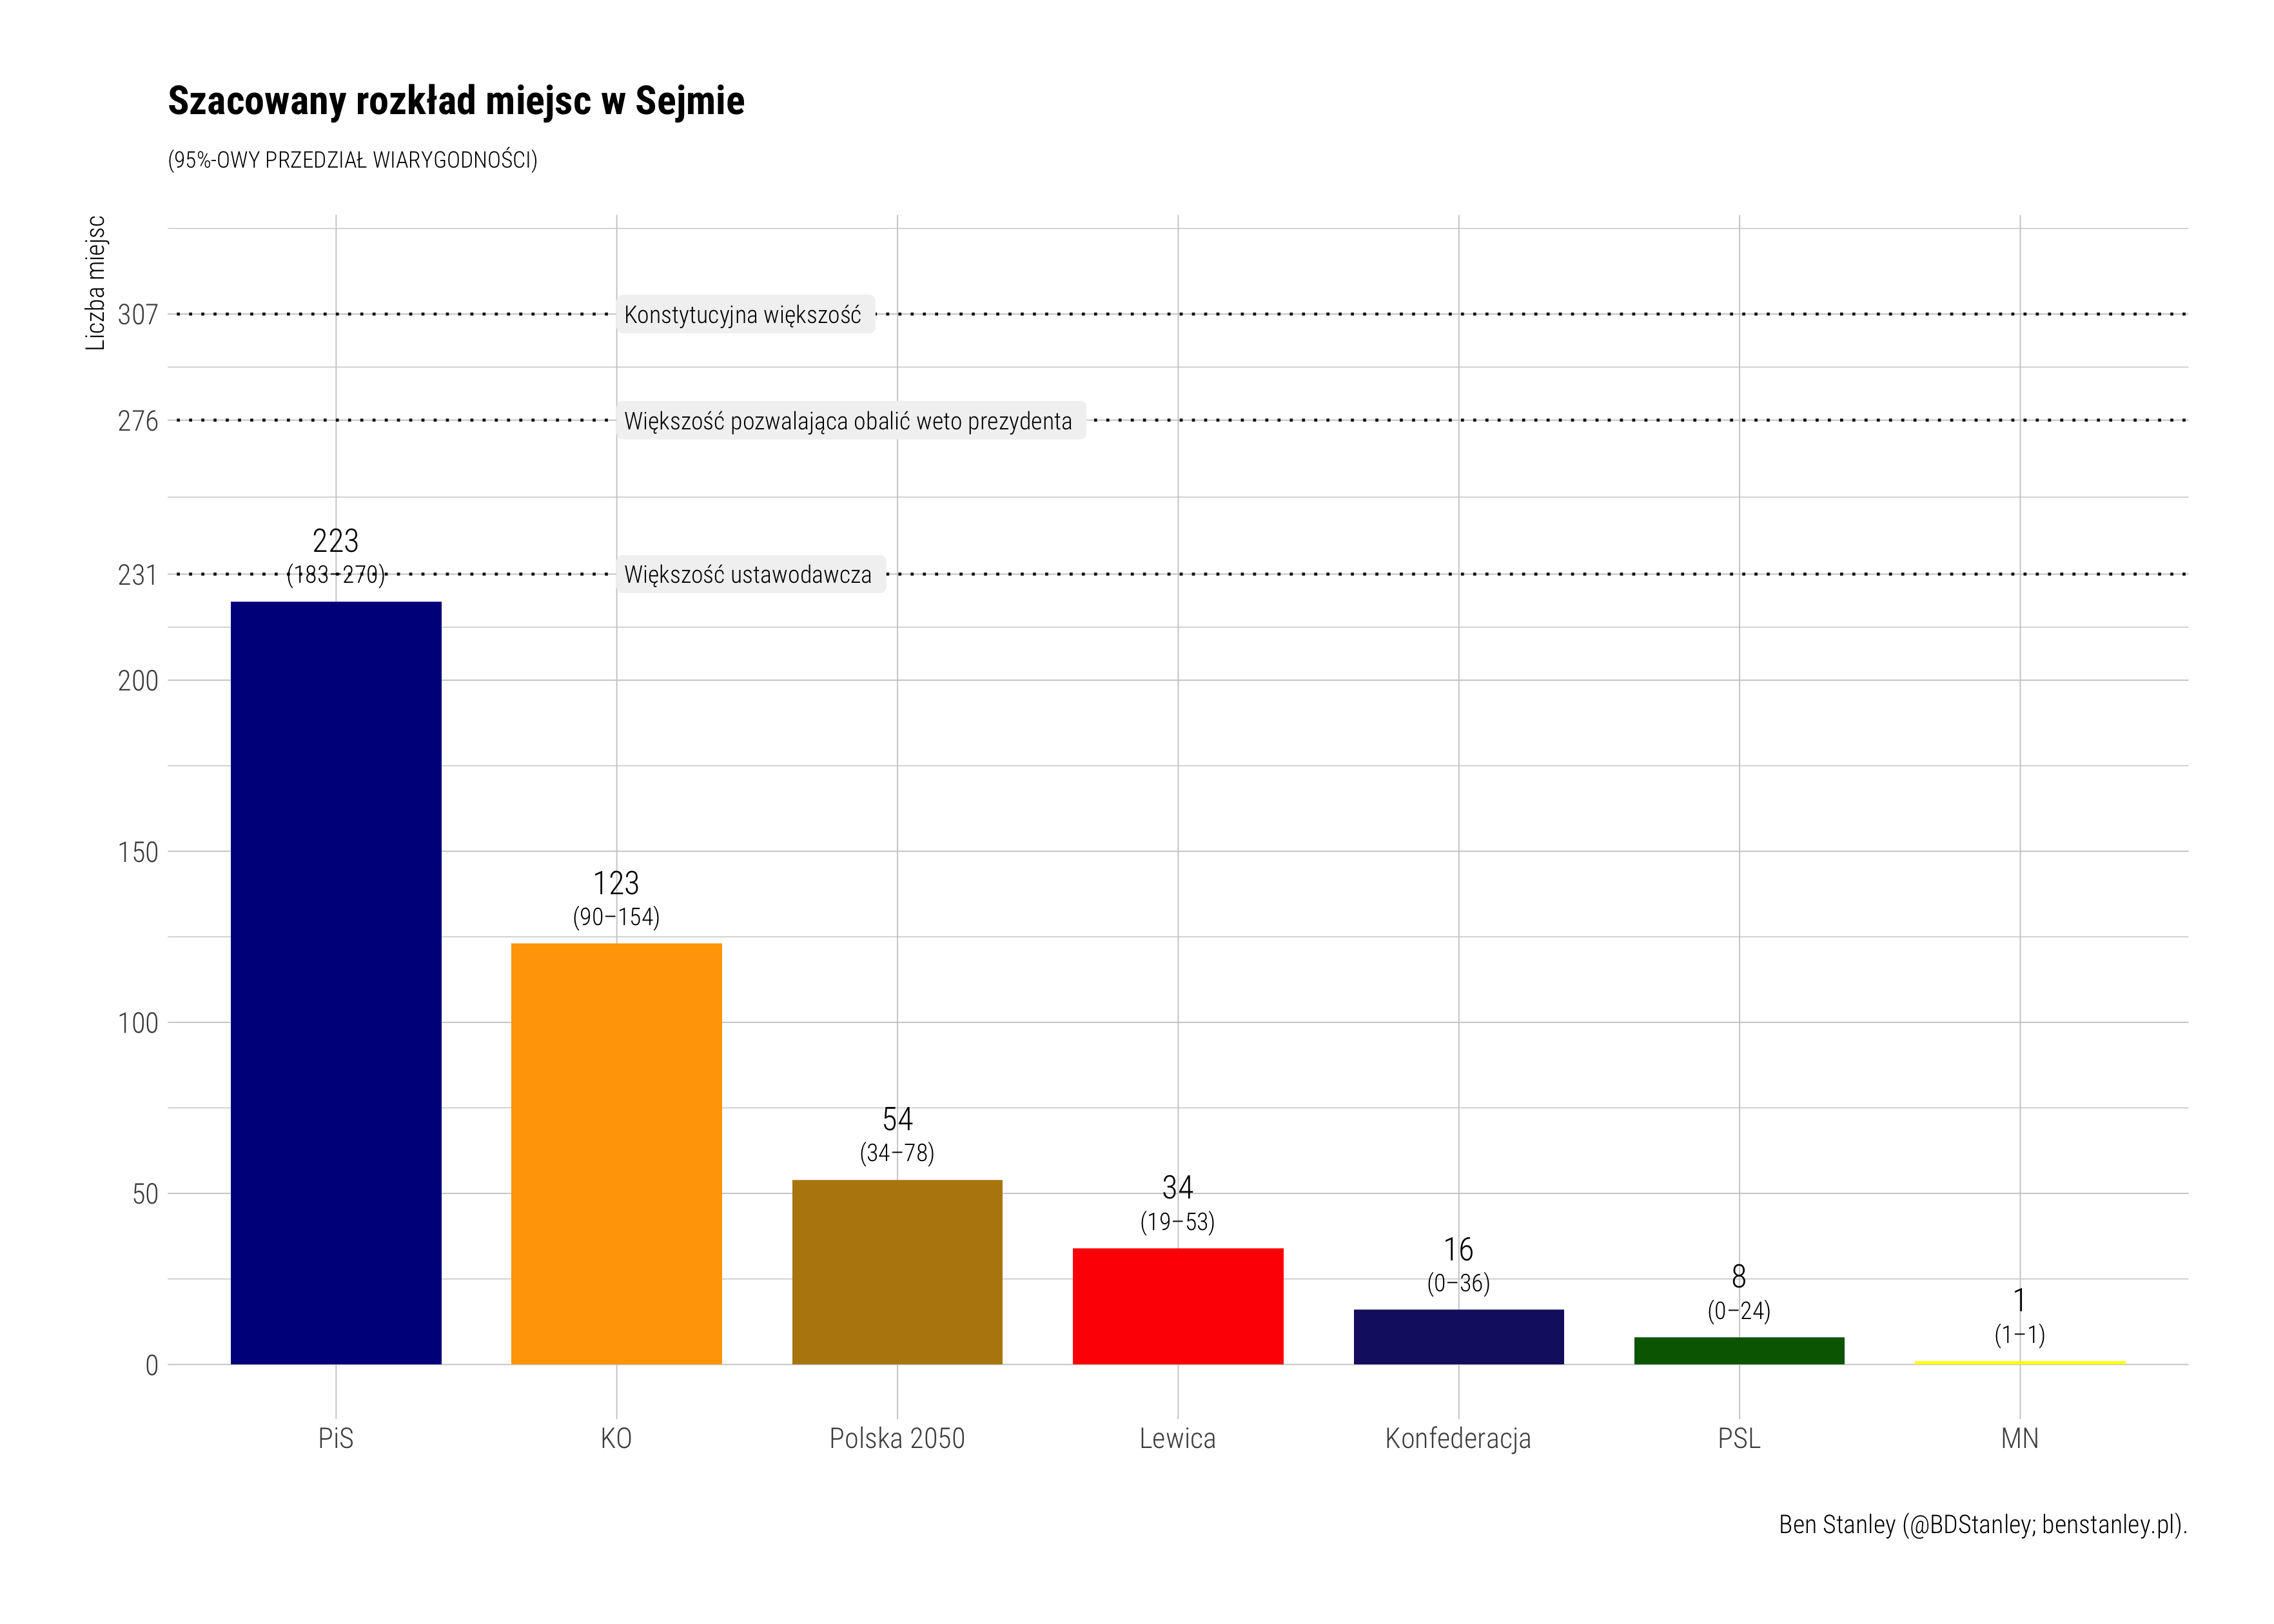 Szacowany rozkład miejsc w Sejmie
(95%-OWY PRZEDZIAŁ WIARYGODNOŚCI)
Liczba miejsc
307
Konstytucyjna większość
276
Większość pozwalająca obalić weto prezydenta
223
(183–270)
231
Większość ustawodawcza
200
150
123
(90–154)
100
54
(34–78)
50
34
(19–53)
16
(0–36)
8
(0–24)
1
(1–1)
0
PiS
KO
Polska 2050
Lewica
Konfederacja
PSL
MN
Ben Stanley (@BDStanley; benstanley.pl).